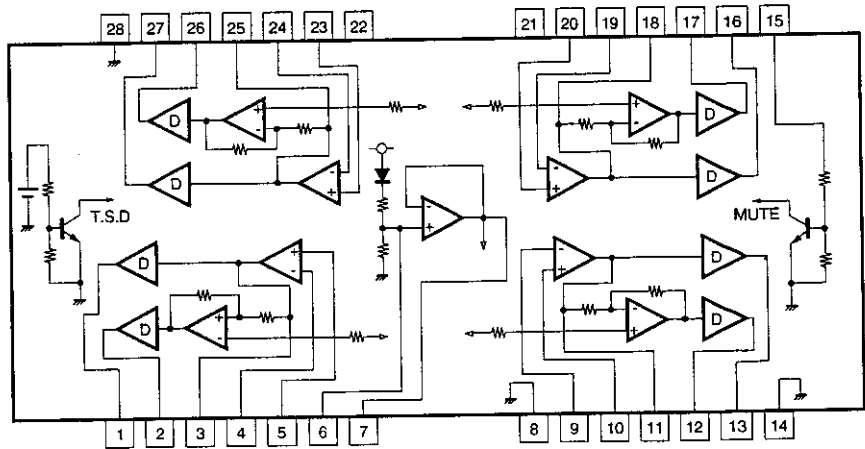 28 27 26 25 24 23 22 21 20 19 18 17 16 15
D + - - + D
D - + - + D
T.S.D - + MUTE
D + - - + D
D + - - + D
1 2 3 4 5 6 7 8 9 10 11 12 13 14